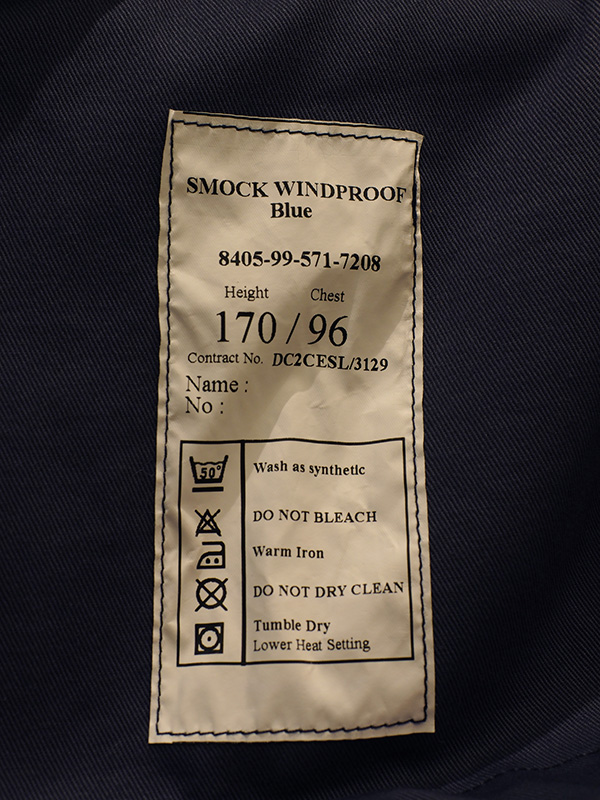 SMOCK WINDPROOF
Blue
8405-99-571-7208
Height Chest
170 / 96
Contract No. DC2CESL/3129
Name :
No :
50° Wash as synthetic
DO NOT BLEACH
Warm Iron
DO NOT DRY CLEAN
Tumble Dry
Lower Heat Setting